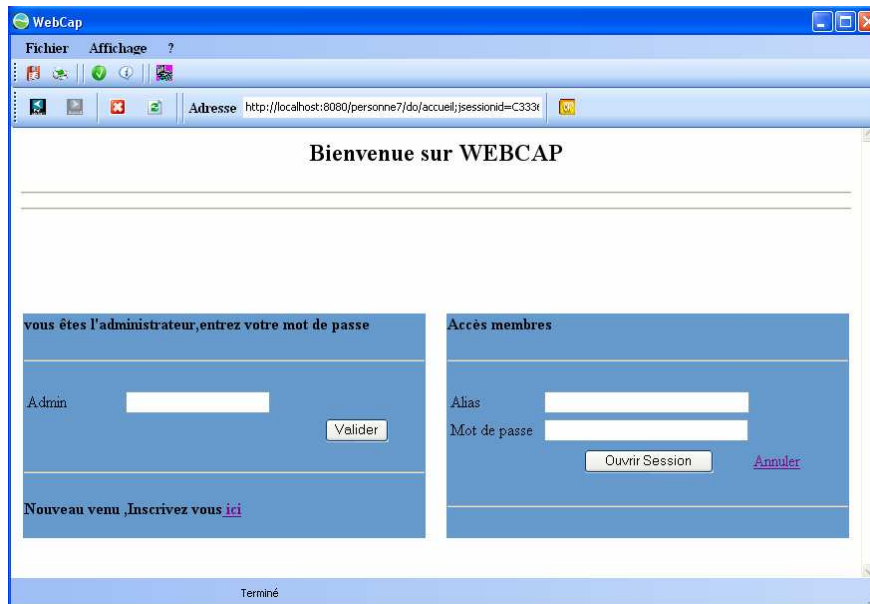 WebCap
Fichier Affichage ?
Adresse http://localhost:8080/personne7/do/accueil;jsessionid=C333
Bienvenue sur WEBCAP
vous êtes l'administrateur,entrez votre mot de passe
Admin
Valider
Nouveau venu ,Inscrivez vous ici
Accès membres
Alias
Mot de passe
Ouvrir Session Annuler
Terminé